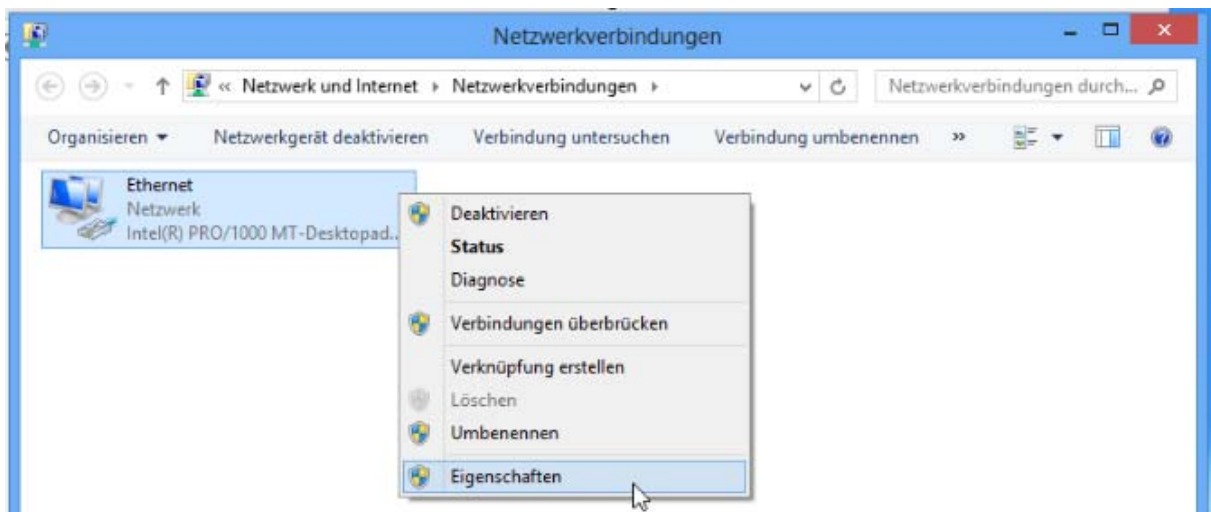 Netzwerkverbindungen
« Netzwerk und Internet Netzwerkverbindungen Netzwerkverbindungen durch...
Organisieren Netzwerkgerät deaktivieren Verbindung untersuchen Verbindung umbenennen »
Ethernet
Netzwerk
Intel(R) PRO/1000 MT-Desktopad...
Deaktivieren
Status
Diagnose
Verbindungen überbrücken
Verknüpfung erstellen
Löschen
Umbenennen
Eigenschaften